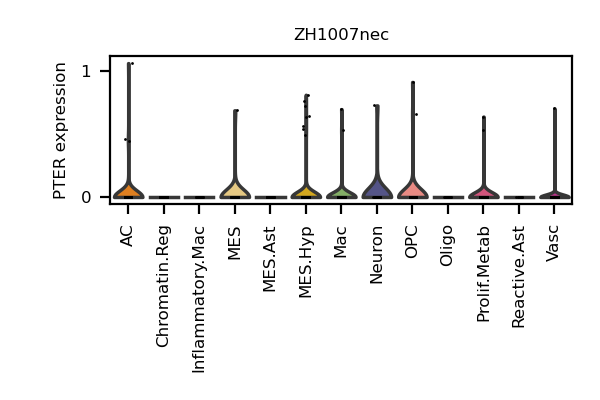 ZH1007nec
PTER expression
1
0
AC
Chromatin.Reg
Inflammatory.Mac
MES
MES.Ast
MES.Hyp
Mac
Neuron
OPC
Oligo
Prolif.Metab
Reactive.Ast
Vasc